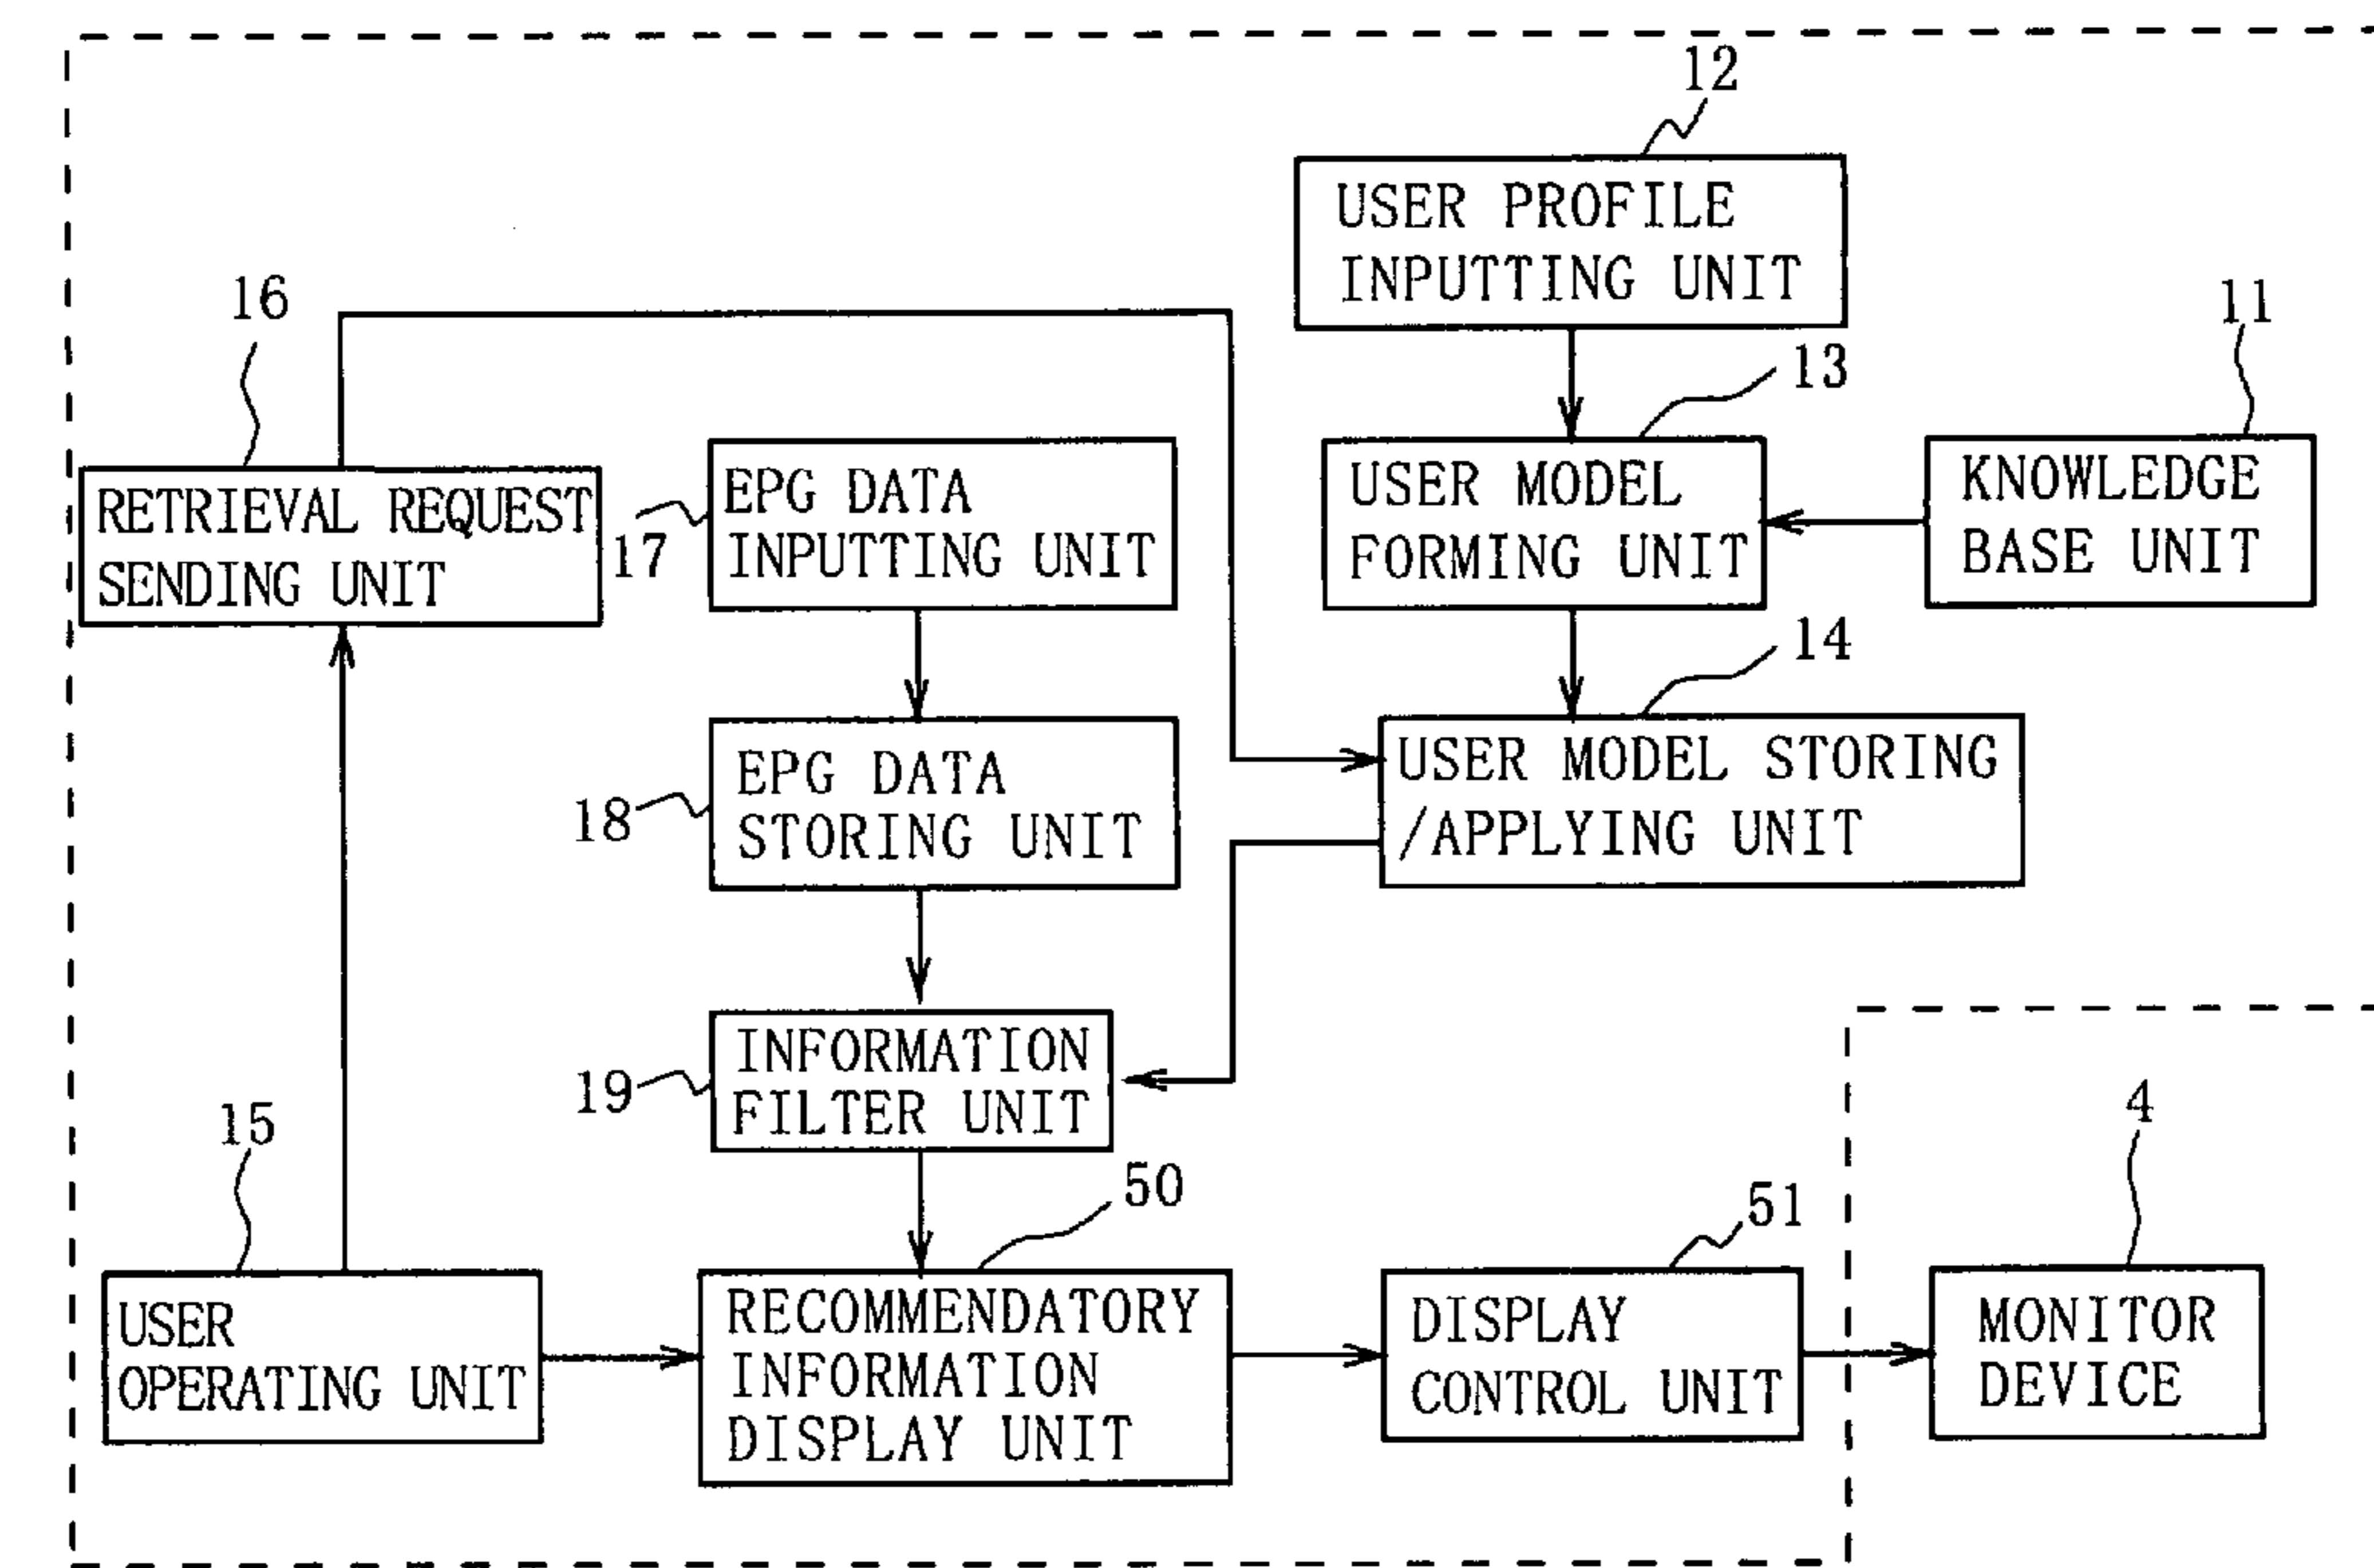 12
USER PROFILE
INPUTTING UNIT
16
11
13
RETRIEVAL REQUEST
SENDING UNIT
17
EPG DATA
INPUTTING UNIT
USER MODEL
FORMING UNIT
KNOWLEDGE
BASE UNIT
14
18
EPG DATA
STORING UNIT
USER MODEL STORING
/APPLYING UNIT
19
INFORMATION
FILTER UNIT
15
50
51
4
USER
OPERATING UNIT
RECOMMENDATORY
INFORMATION
DISPLAY UNIT
DISPLAY
CONTROL UNIT
MONITOR
DEVICE